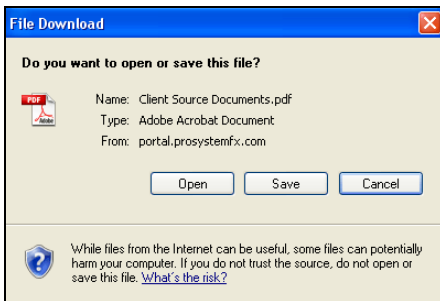 File Download
Do you want to open or save this file?
PDF
Adobe
Name: Client Source Documents.pdf
Type: Adobe Acrobat Document
From: portal.prosystemfx.com
Open Save Cancel
While files from the Internet can be useful, some files can potentially
harm your computer. If you do not trust the source, do not open or
save this file. What's the risk?